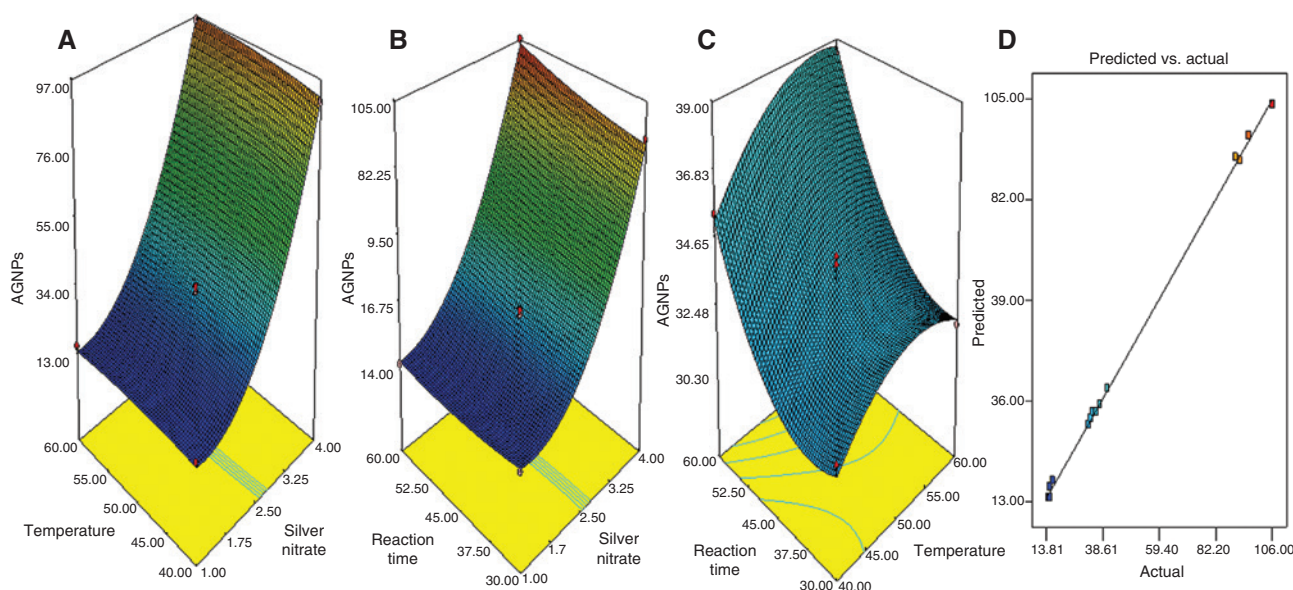 A
AGNPs
97.00
76.00
55.00
34.00
13.00
60.00
55.00
50.00
45.00
40.00
Temperature
1.00
1.75
2.50
3.25
4.00
Silver
nitrate
B
AGNPs
105.00
82.25
9.50
16.75
14.00
60.00
52.50
45.00
37.50
30.00
Reaction
time
1.00
1.7
2.50
3.25
4.00
Silver
nitrate
C
AGNPs
39.00
36.83
34.65
32.48
30.30
60.00
52.50
45.00
37.50
30.00
Reaction
time
40.00
45.00
50.00
55.00
60.00
Temperature
D
Predicted vs. actual
Predicted
105.00
82.00
39.00
36.00
13.00
13.81
38.61
59.40
82.20
106.00
Actual